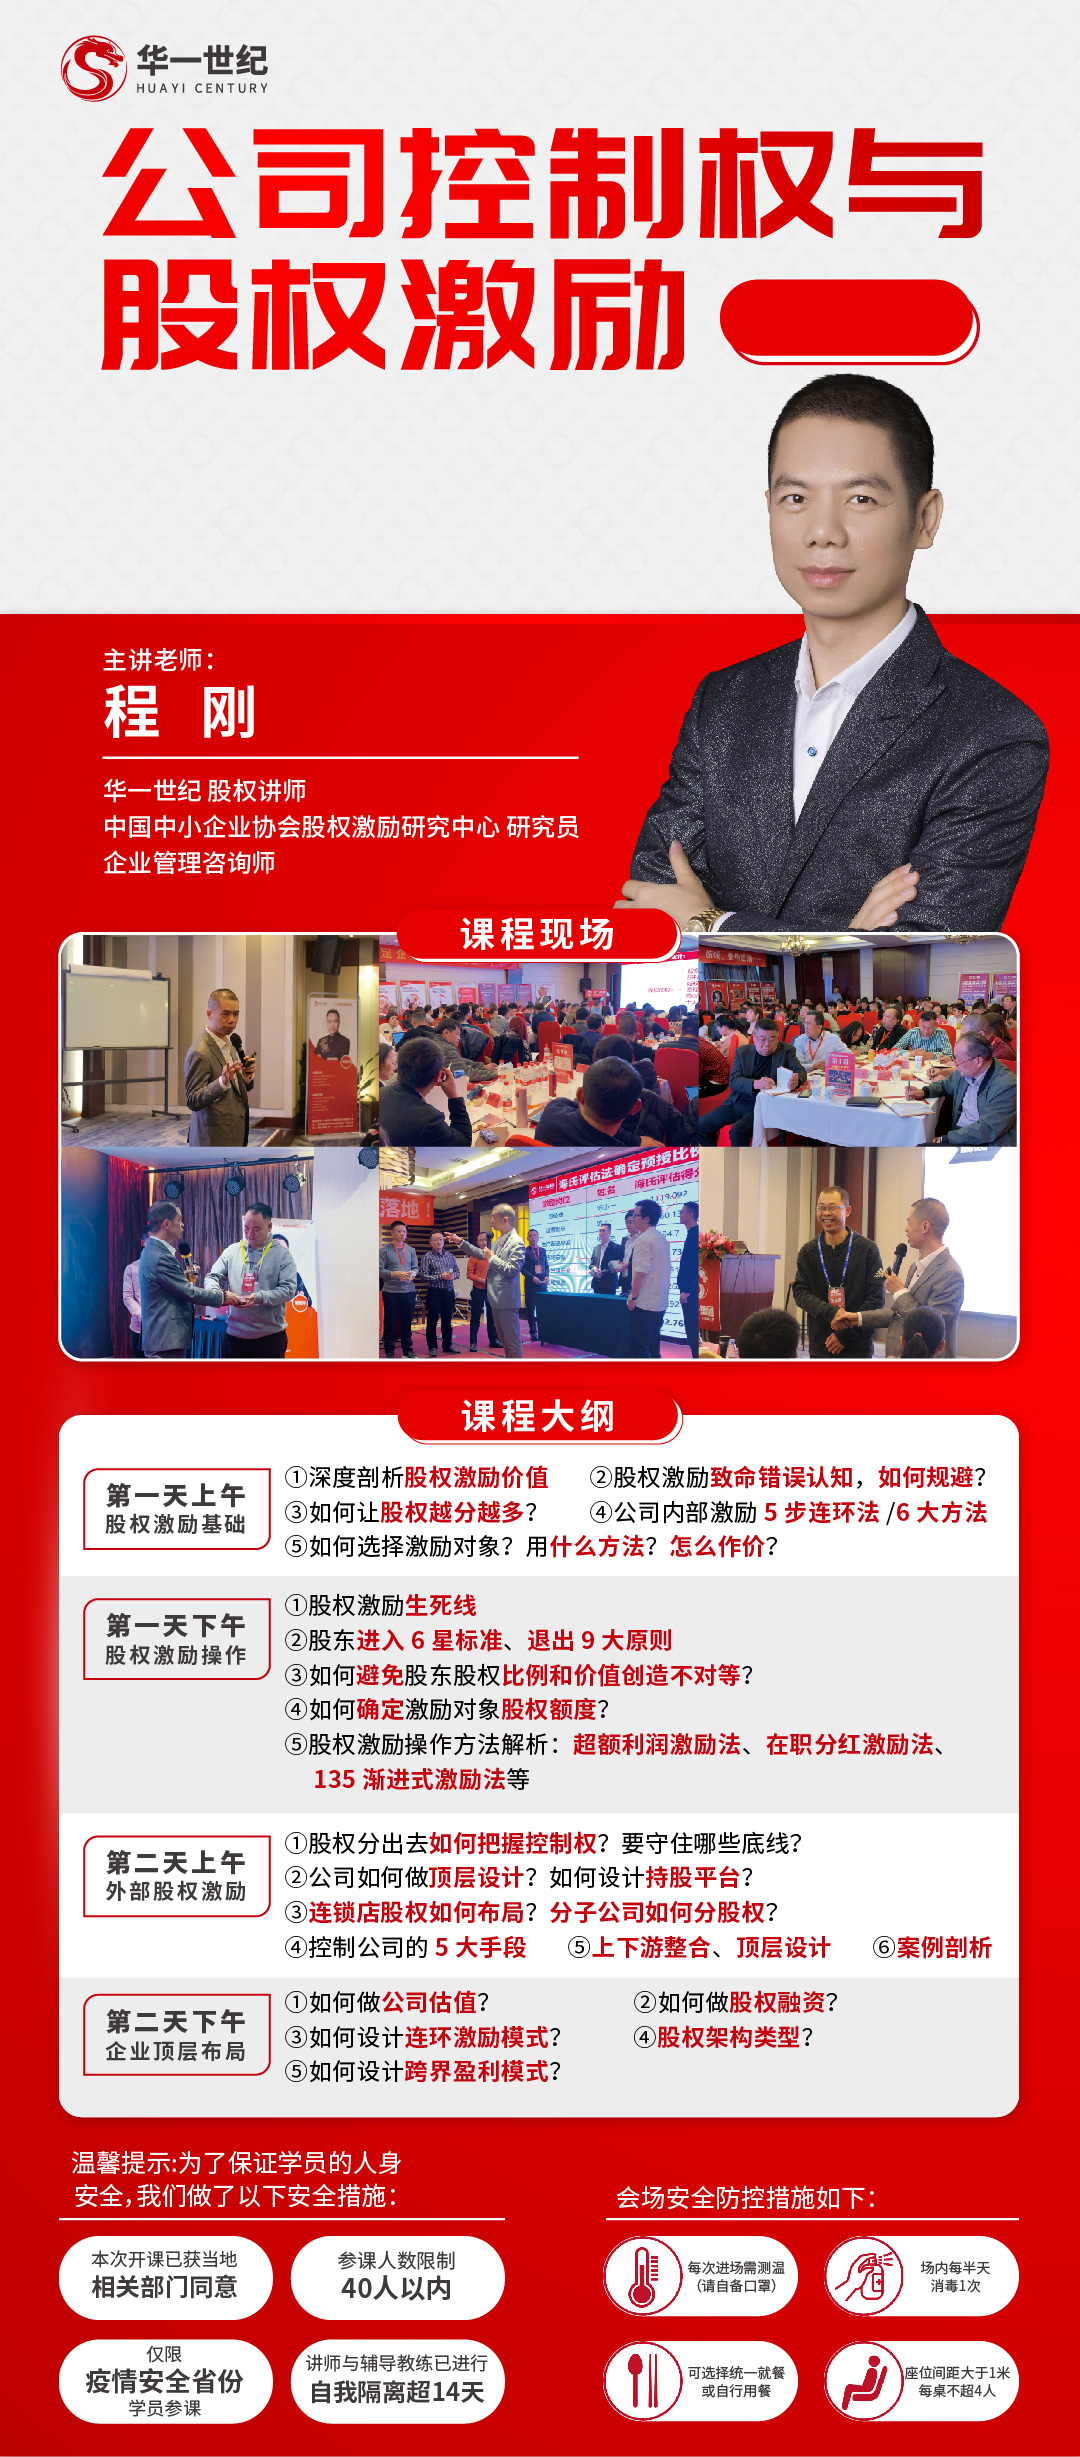 华一世纪
HUAYI CENTURY
公司控制权与
股权激励
主讲老师：
程 刚
华一世纪 股权讲师
中国中小企业协会股权激励研究中心 研究员
企业管理咨询师
课程现场
落地！
海氏评估法确定预授比例
姓名 海氏评估得分
课程大纲
第一天上午
股权激励基础
①深度剖析股权激励价值 ②股权激励致命错误认知，如何规避？
③如何让股权越分越多？ ④公司内部激励 5 步连环法 /6 大方法
⑤如何选择激励对象？用什么方法？怎么作价？
第一天下午
股权激励操作
①股权激励生死线
②股东进入 6 星标准、退出 9 大原则
③如何避免股东股权比例和价值创造不对等？
④如何确定激励对象股权额度？
⑤股权激励操作方法解析：超额利润激励法、在职分红激励法、
135 渐进式激励法等
第二天上午
外部股权激励
①股权分出去如何把握控制权？要守住哪些底线？
②公司如何做顶层设计？如何设计持股平台？
③连锁店股权如何布局？分子公司如何分股权？
④控制公司的 5 大手段 ⑤上下游整合、顶层设计 ⑥案例剖析
第二天下午
企业顶层布局
①如何做公司估值？ ②如何做股权融资？
③如何设计连环激励模式？ ④股权架构类型？
⑤如何设计跨界盈利模式？
温馨提示:为了保证学员的人身
安全，我们做了以下安全措施：
本次开课已获当地
相关部门同意
参课人数限制
40人以内
仅限
疫情安全省份
学员参课
讲师与辅导教练已进行
自我隔离超14天
会场安全防控措施如下：
每次进场需测温
（请自备口罩）
场内每半天
消毒1次
可选择统一就餐
或自行用餐
座位间距大于1米
每桌不超4人